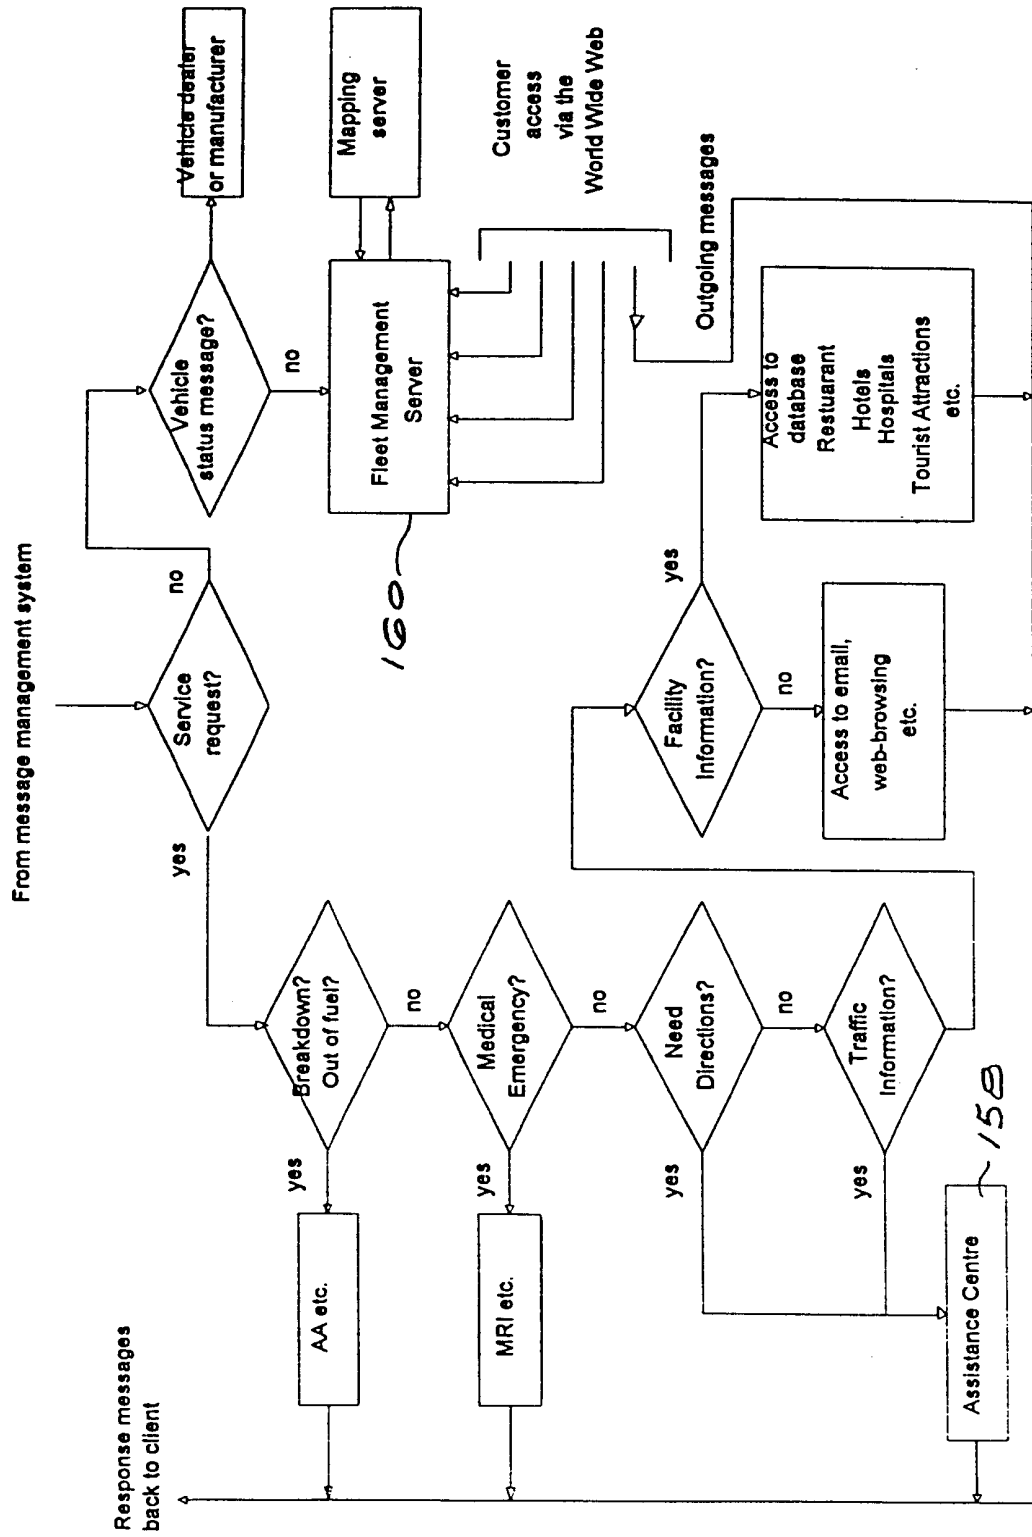 From message management system
Service
request?
yes
no
Vehicle
status message?
no
Vehicle dealer
or manufacturer
Fleet Management
Server
160
Mapping
server
Customer
access
via the
World Wide Web
Outgoing messages
Breakdown?
Out of fuel?
yes
no
AA etc.
Medical
Emergency?
yes
no
MRI etc.
Need
Directions?
yes
no
Traffic
Information?
yes
Assistance Centre
158
Facility
Information?
yes
no
Access to email,
web-browsing
etc.
Access to
database
Restuarant
Hotels
Hospitals
Tourist Attractions
etc.
Response messages
back to client